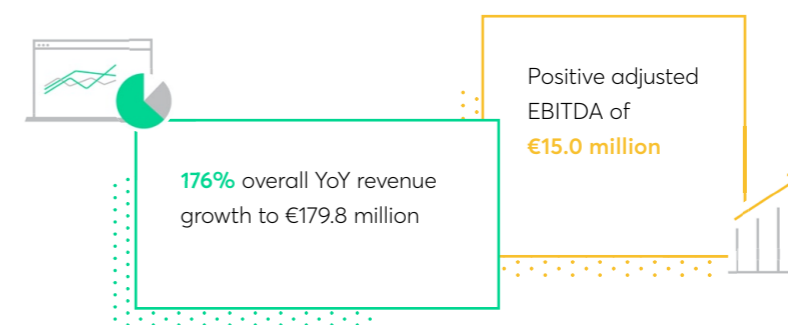 Positive adjusted
EBITDA of
€15.0 million
176% overall YoY revenue
growth to €179.8 million